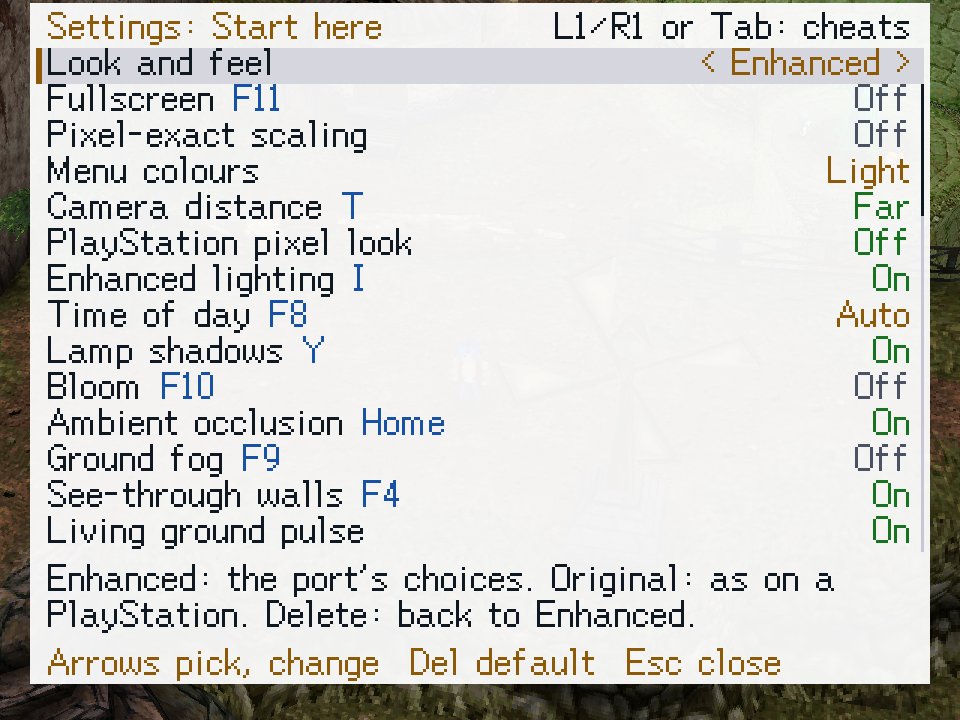 Settings: Start here L1/R1 or Tab: cheats
Look and feel < Enhanced >
Fullscreen F11 Off
Pixel-exact scaling Off
Menu colours Light
Camera distance T Far
PlayStation pixel look Off
Enhanced lighting I On
Time of day F8 Auto
Lamp shadows Y On
Bloom F10 Off
Ambient occlusion Home On
Ground fog F9 Off
See-through walls F4 On
Living ground pulse On
Enhanced: the port's choices. Original: as on a
PlayStation. Delete: back to Enhanced.
Arrows pick, change Del default Esc close